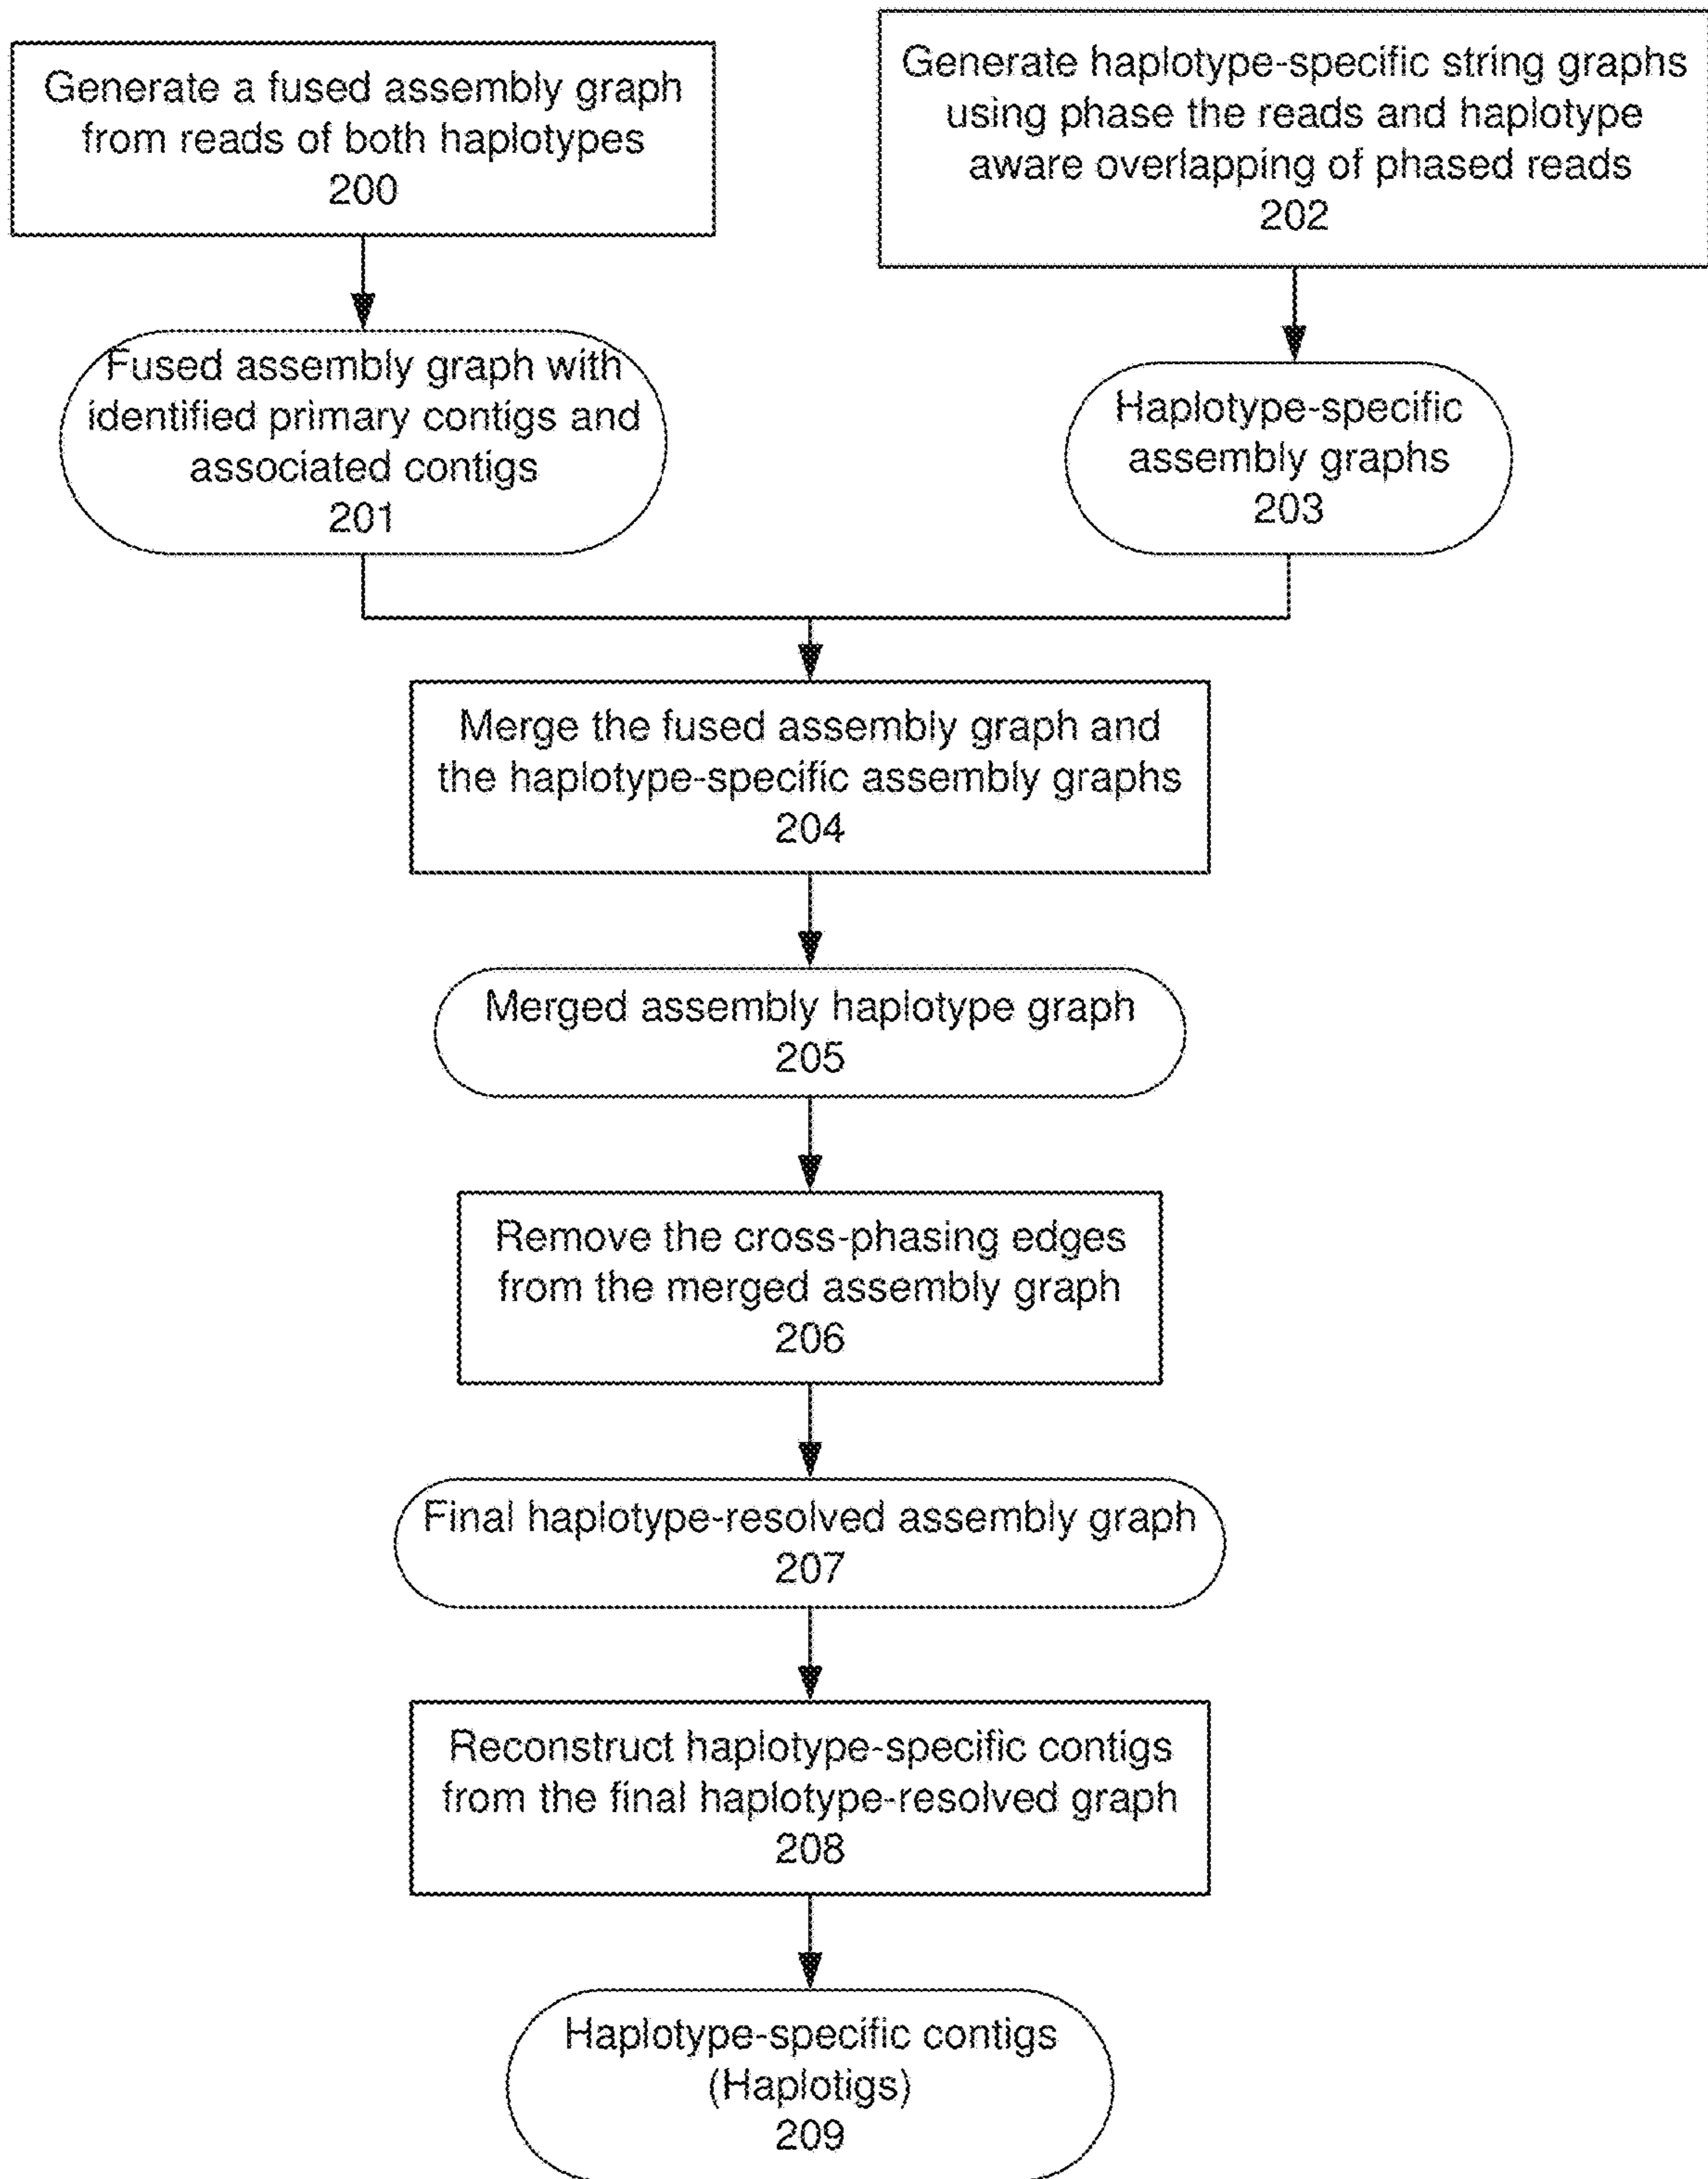 Generate a fused assembly graph
from reads of both haplotypes
200
Generate haplotype-specific string graphs
using phase the reads and haplotype
aware overlapping of phased reads
202
Fused assembly graph with
identified primary contigs and
associated contigs
201
Haplotype-specific
assembly graphs
203
Merge the fused assembly graph and
the haplotype-specific assembly graphs
204
Merged assembly haplotype graph
205
Remove the cross-phasing edges
from the merged assembly graph
206
Final haplotype-resolved assembly graph
207
Reconstruct haplotype-specific contigs
from the final haplotype-resolved graph
208
Haplotype-specific contigs
(Haplotigs)
209